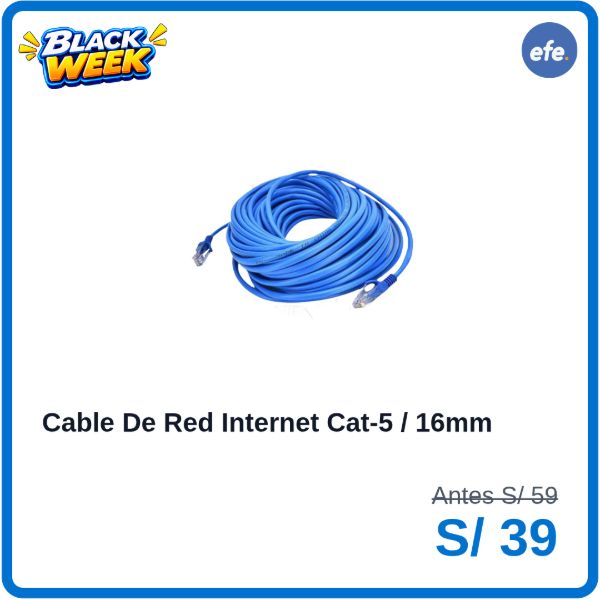 BLACK
WEEK
efe.
Cable De Red Internet Cat-5 / 16mm
Antes S/ 59
S/ 39